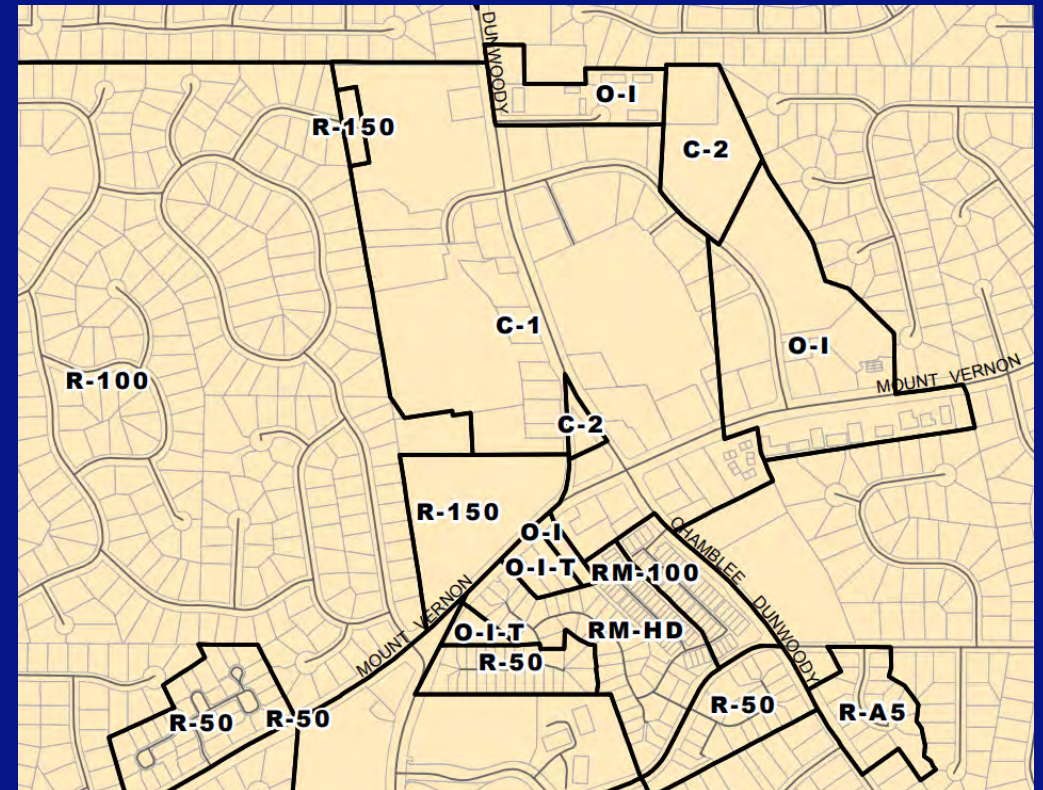 DUNWOODY
O-I
R-150
C-2
C-1
O-I
MOUNT VERNON
R-100
C-2
R-150
O-I
CHAMBLEE
O-I-T
RM-100
MOUNT VERNON
DUNWOODY
O-I-T
RM-HD
R-50
R-50
R-50
R-50
R-A5